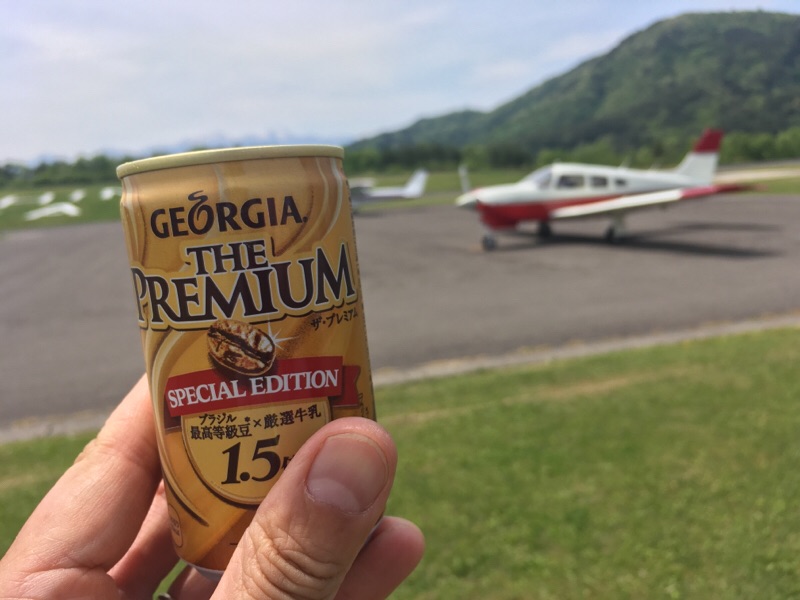 GEORGIA.
THE
PREMIUM
ザ・プレミアム
SPECIAL EDITION
ブラジル
最高等級豆×厳選牛乳
1.5